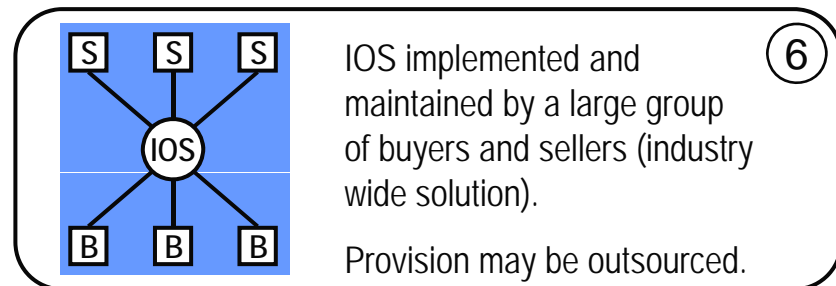 S S S
IOS
B B B
IOS implemented and
maintained by a large group
of buyers and sellers (industry
wide solution).
Provision may be outsourced.
6